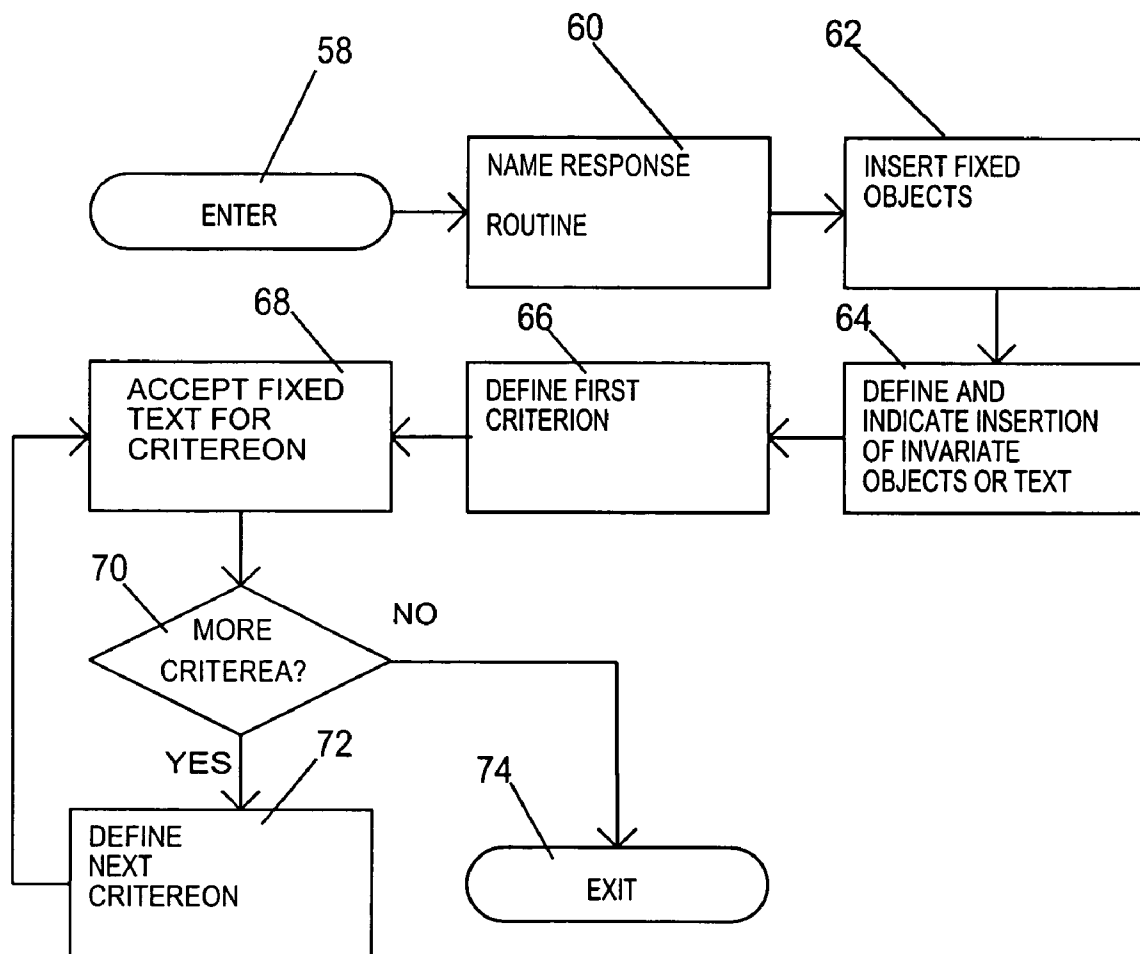 58
60
62
ENTER
NAME RESPONSE
ROUTINE
INSERT FIXED
OBJECTS
68
66
64
ACCEPT FIXED
TEXT FOR
CRITEREON
DEFINE FIRST
CRITERION
DEFINE AND
INDICATE INSERTION
OF INVARIATE
OBJECTS OR TEXT
70
MORE
CRITEREA?
NO
YES
72
DEFINE
NEXT
CRITEREON
74
EXIT